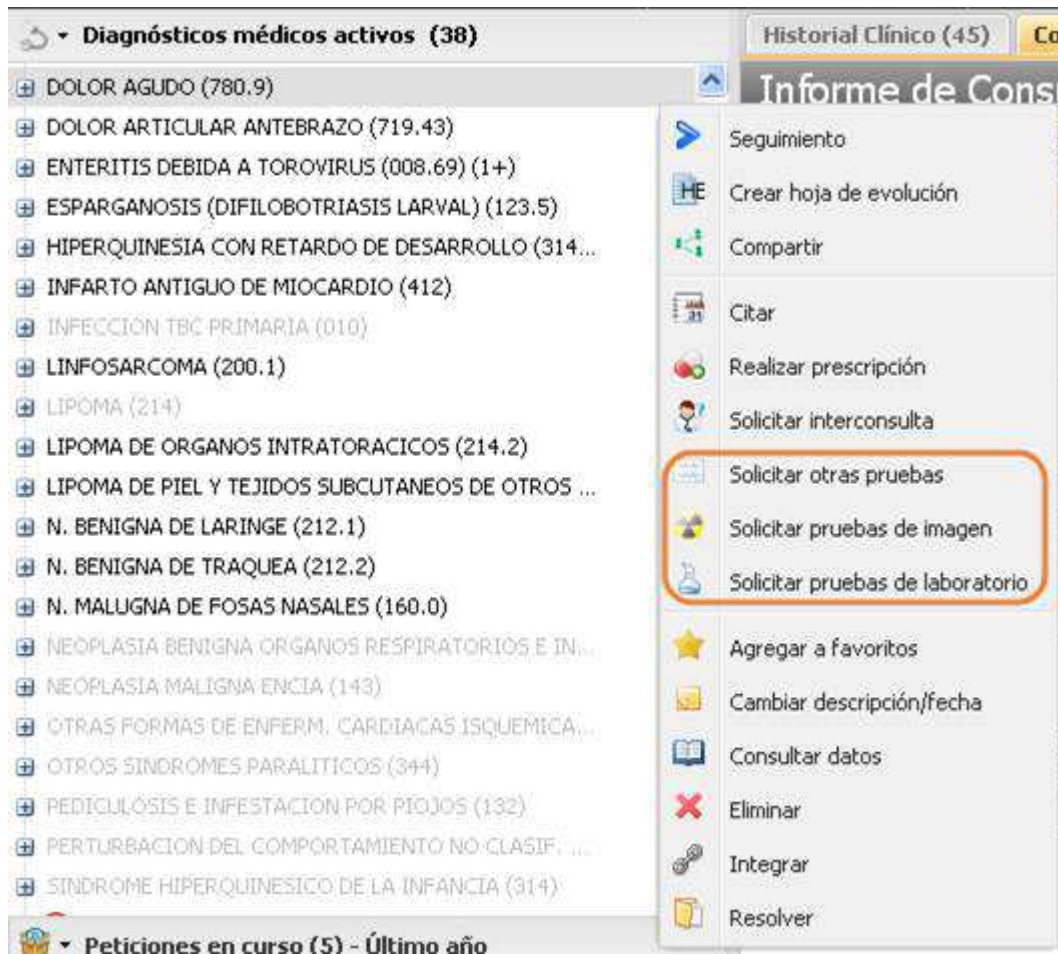 Diagnósticos médicos activos (38)
DOLOR AGUDO (780.9)
DOLOR ARTICULAR ANTEBRAZO (719.43)
ENTERITIS DEBIDA A TOROVIRUS (008.69) (1+)
ESPARGANOSIS (DIFILOBOTRIASIS LARVAL) (123.5)
HIPERQUINESIA CON RETARDO DE DESARROLLO (314...
INFARTO ANTIGUO DE MIOCARDIO (412)
INFECCION TBC PRIMARIA (010)
LINFOSARCOMA (200.1)
LIPOMA (214)
LIPOMA DE ORGANOS INTRATORACICOS (214.2)
LIPOMA DE PIEL Y TEJIDOS SUBCUTANEOS DE OTROS ...
N. BENIGNA DE LARINGE (212.1)
N. BENIGNA DE TRAQUEA (212.2)
N. MALUGNA DE FOSAS NASALES (160.0)
NEOPLASIA BENIGNA ORGANOS RESPIRATORIOS E IN...
NEOPLASIA MALIGNA ENCIA (143)
OTRAS FORMAS DE ENFERM. CARDIACAS ISQUEMICA...
OTROS SINDROMES PARALITICOS (344)
PEDICULOSIS E INFESTACION POR PIOJOS (132)
PERTURBACION DEL COMPORTAMIENTO NO CLASIF. ...
SINDROME HIPERQUINESICO DE LA INFANCIA (314)
Peticiones en curso (5) - Último año
Historial Clínico (45) Co
Informe de Cons
Seguimiento
HE Crear hoja de evolución
Compartir
Citar
Realizar prescripción
Solicitar interconsulta
Solicitar otras pruebas
Solicitar pruebas de imagen
Solicitar pruebas de laboratorio
Agregar a favoritos
Cambiar descripción/fecha
Consultar datos
Eliminar
Integrar
Resolver